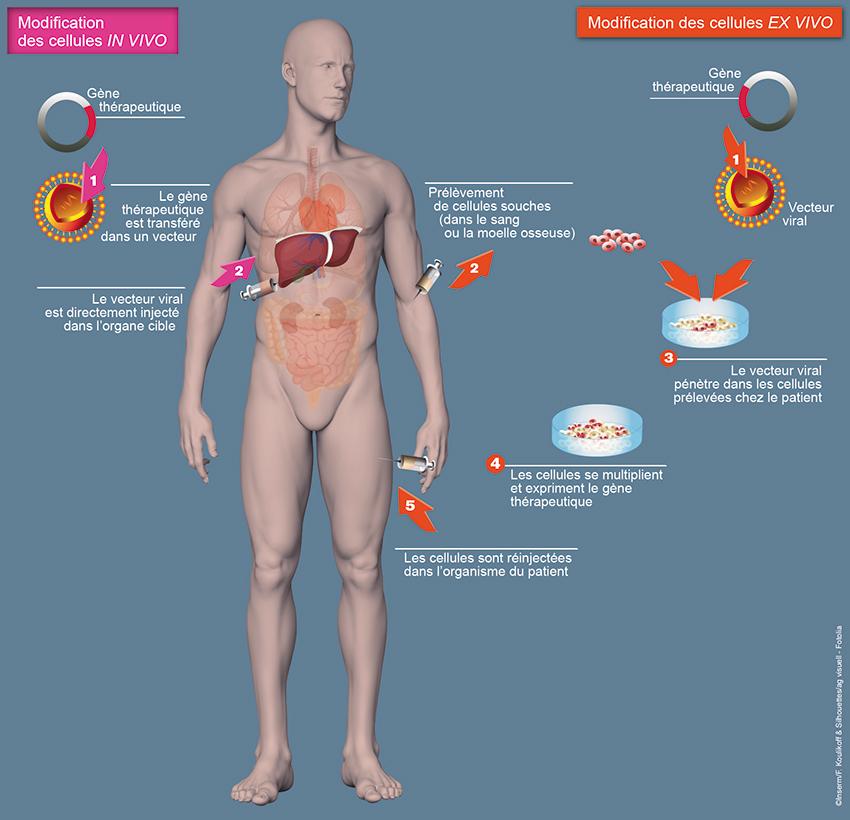 Modification
des cellules IN VIVO
Gène
thérapeutique
1
Le gène
thérapeutique
est transféré
dans un vecteur
2
Le vecteur viral
est directement injecté
dans l'organe cible
Modification des cellules EX VIVO
Gène
thérapeutique
1
Vecteur
viral
Prélèvement
de cellules souches
(dans le sang
ou la moelle osseuse)
2
3
Le vecteur viral
pénètre dans les cellules
prélevées chez le patient
4
Les cellules se multiplient
et expriment le gène
thérapeutique
5
Les cellules sont réinjectées
dans l'organisme du patient
©Inserm/F. Koulikoff & Silhouettes/ag visuell - Fotolia